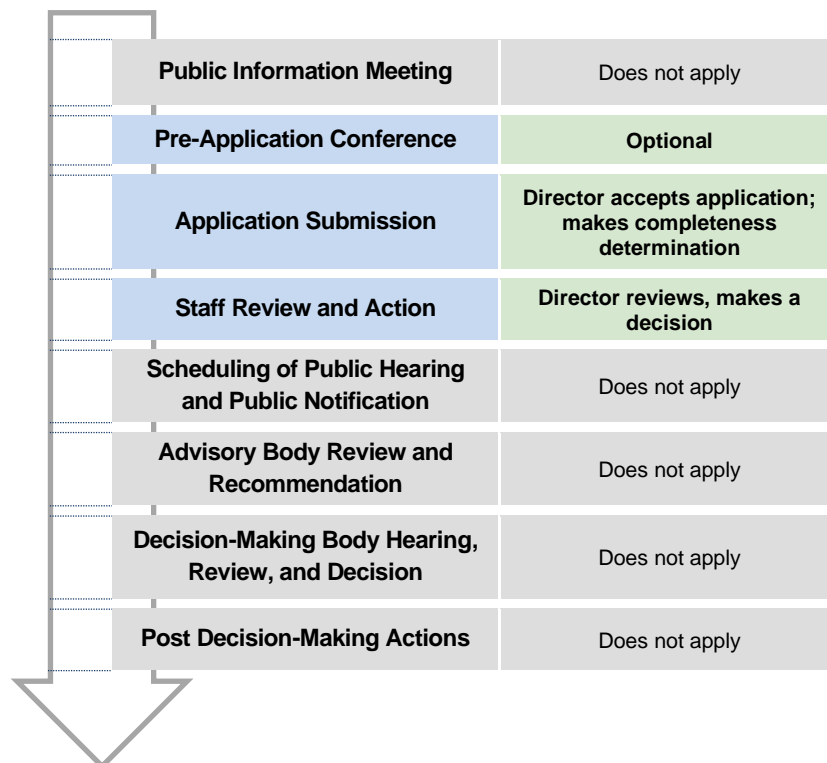 Public Information Meeting
Does not apply
Pre-Application Conference
Optional
Application Submission
Director accepts application;
makes completeness
determination
Staff Review and Action
Director reviews, makes a
decision
Scheduling of Public Hearing
and Public Notification
Does not apply
Advisory Body Review and
Recommendation
Does not apply
Decision-Making Body Hearing,
Review, and Decision
Does not apply
Post Decision-Making Actions
Does not apply